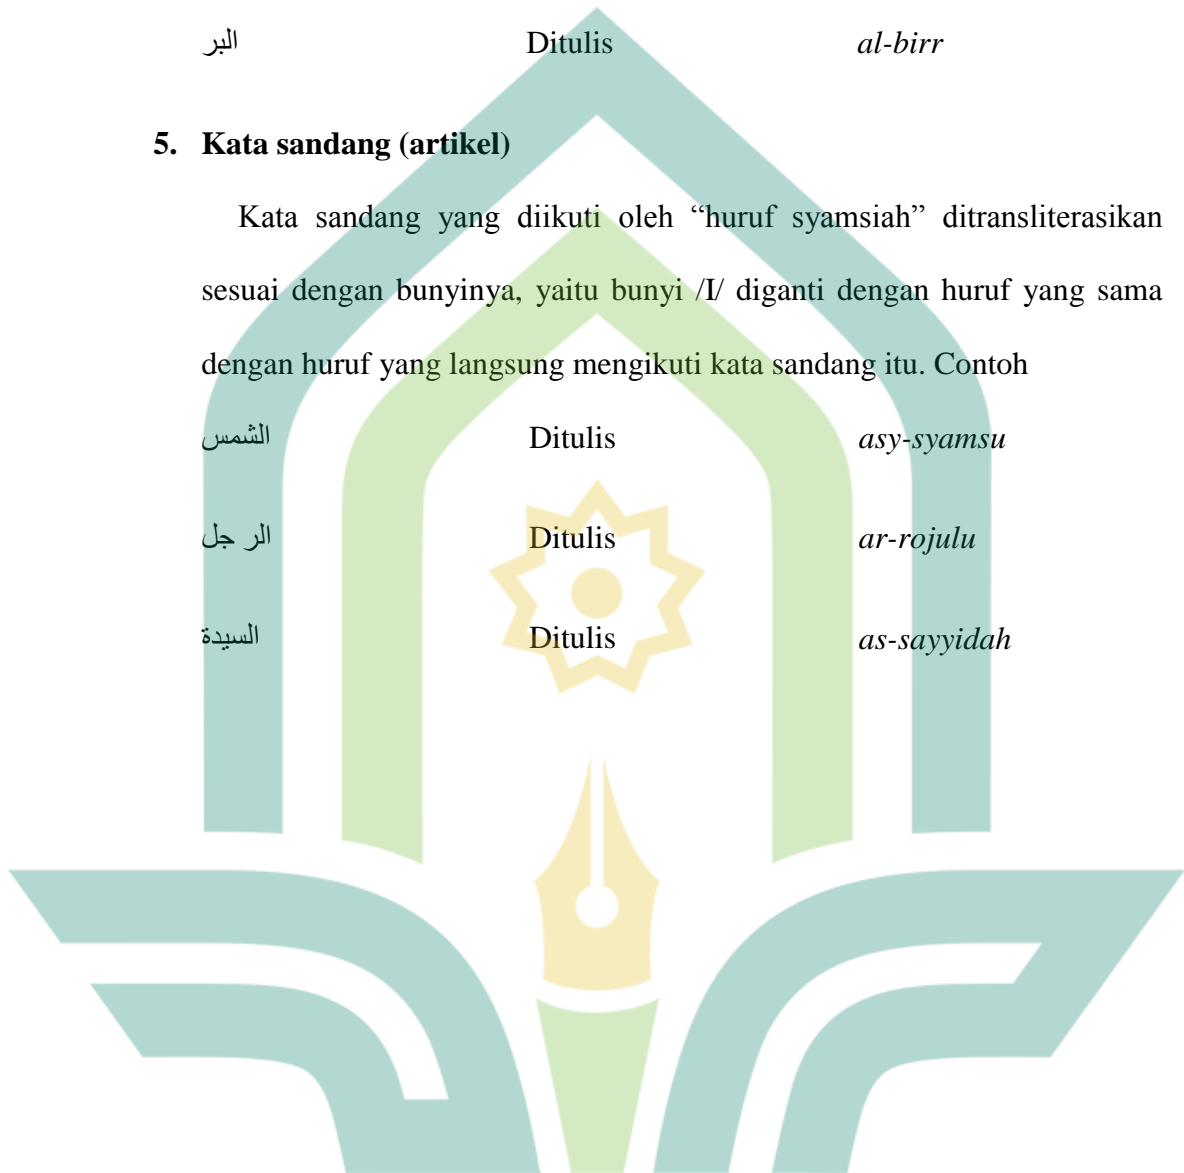 البر Ditulis al-birr
5. Kata sandang (artikel)
Kata sandang yang diikuti oleh “huruf syamsiah” ditransliterasikan
sesuai dengan bunyinya, yaitu bunyi /I/ diganti dengan huruf yang sama
dengan huruf yang langsung mengikuti kata sandang itu. Contoh
الشمس Ditulis asy-syamsu
الر جل Ditulis ar-rojulu
السيدة Ditulis as-sayyidah